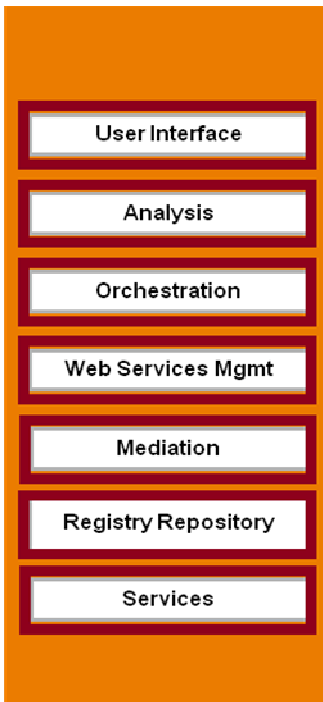 User Interface
Analysis
Orchestration
Web Services Mgmt
Mediation
Registry Repository
Services